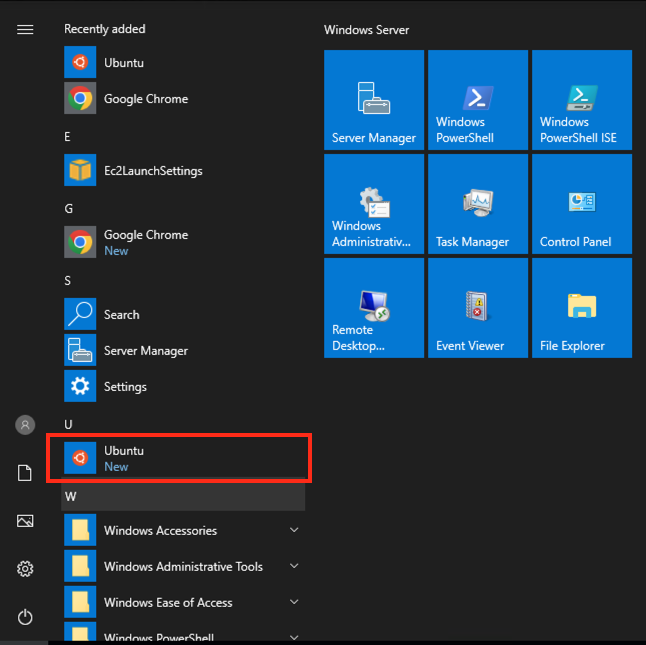 Recently added
Ubuntu
Google Chrome
E
Ec2LaunchSettings
G
Google Chrome
New
S
Search
Server Manager
Settings
U
Ubuntu
New
W
Windows Accessories
Windows Administrative Tools
Windows Ease of Access
Windows PowerShell
Windows Server
Server Manager
Windows
PowerShell
Windows
PowerShell ISE
Windows
Administrativ...
Task Manager
Control Panel
Remote
Desktop...
Event Viewer
File Explorer